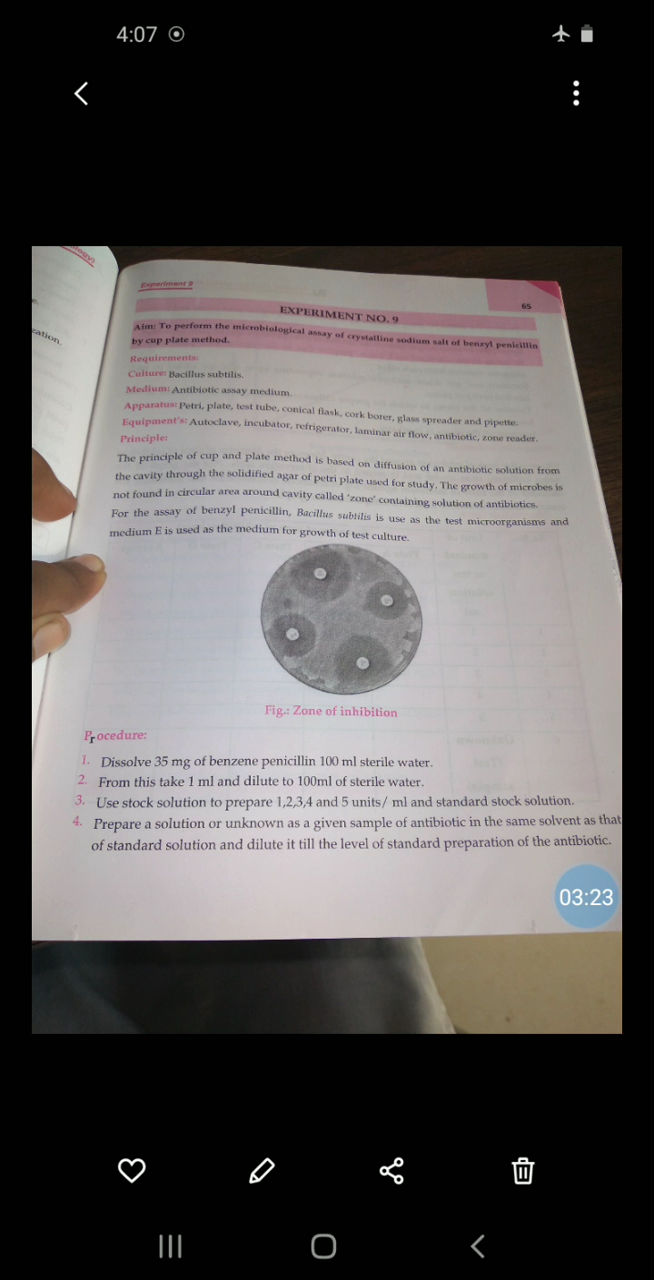 4:07
Experiment 9
65
zation.
EXPERIMENT NO. 9
Aim: To perform the microbiological assay of crystalline sodium salt of benzyl penicillin
by cup plate method.
Requirements:
Culture: Bacillus subtilis.
Medium: Antibiotic assay medium.
Apparatus: Petri, plate, test tube, conical flask, cork borer, glass spreader and pipette.
Equipment's: Autoclave, incubator, refrigerator, laminar air flow, antibiotic, zone reader.
Principle:
The principle of cup and plate method is based on diffusion of an antibiotic solution from
the cavity through the solidified agar of petri plate used for study. The growth of microbes is
not found in circular area around cavity called 'zone' containing solution of antibiotics.
For the assay of benzyl penicillin, Bacillus subtilis is use as the test microorganisms and
medium E is used as the medium for growth of test culture.
Fig.: Zone of inhibition
Procedure:
1. Dissolve 35 mg of benzene penicillin 100 ml sterile water.
2. From this take 1 ml and dilute to 100ml of sterile water.
3. Use stock solution to prepare 1,2,3,4 and 5 units/ ml and standard stock solution.
4. Prepare a solution or unknown as a given sample of antibiotic in the same solvent as that
of standard solution and dilute it till the level of standard preparation of the antibiotic.
03:23